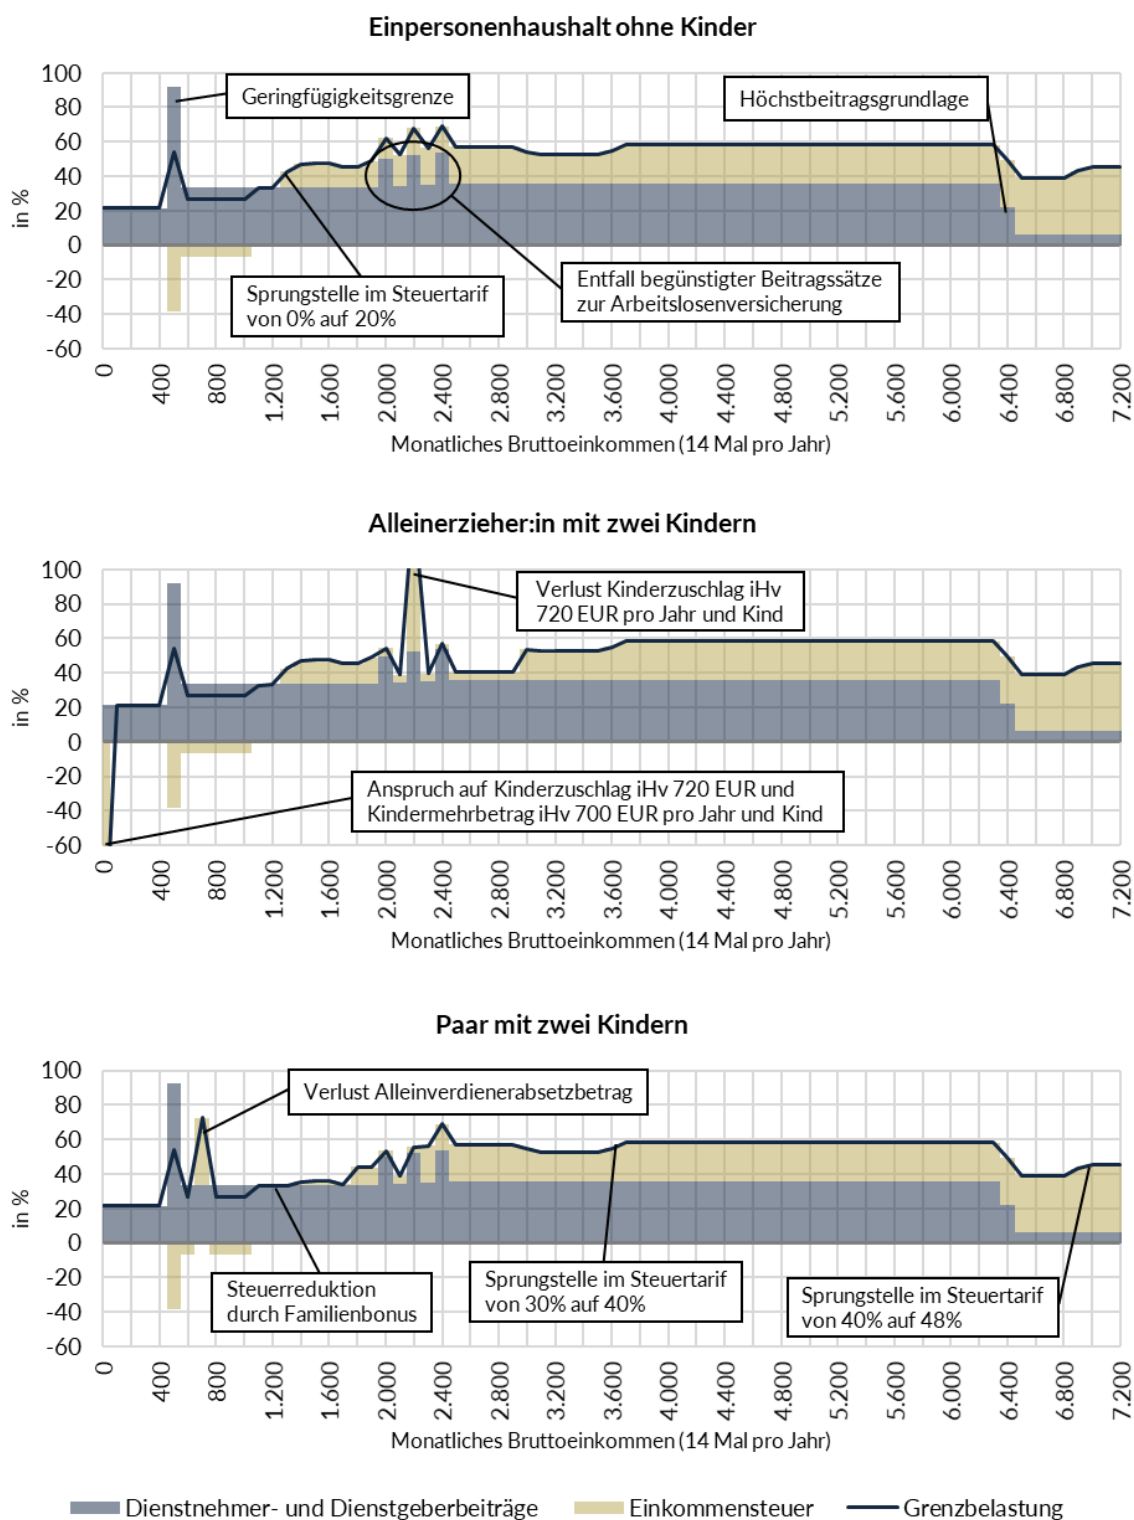 Einpersonenhaushalt ohne Kinder
100
80
60
40
20
0
-20
-40
-60
in %
Geringfügigkeitsgrenze
Höchstbeitragsgrundlage
Sprungstelle im Steuertarif
von 0% auf 20%
Entfall begünstigter Beitragssätze
zur Arbeitslosenversicherung
0
400
800
1.200
1.600
2.000
2.400
2.800
3.200
3.600
4.000
4.400
4.800
5.200
5.600
6.000
6.400
6.800
7.200
Monatliches Bruttoeinkommen (14 Mal pro Jahr)
Alleinerzieher:in mit zwei Kindern
100
80
60
40
20
0
-20
-40
-60
in %
Verlust Kinderzuschlag iHv
720 EUR pro Jahr und Kind
Anspruch auf Kinderzuschlag iHv 720 EUR und
Kindermehrbetrag iHv 700 EUR pro Jahr und Kind
0
400
800
1.200
1.600
2.000
2.400
2.800
3.200
3.600
4.000
4.400
4.800
5.200
5.600
6.000
6.400
6.800
7.200
Monatliches Bruttoeinkommen (14 Mal pro Jahr)
Paar mit zwei Kindern
100
80
60
40
20
0
-20
-40
-60
in %
Verlust Alleinverdienerabsetzbetrag
Steuerreduktion
durch Familienbonus
Sprungstelle im Steuertarif
von 30% auf 40%
Sprungstelle im Steuertarif
von 40% auf 48%
0
400
800
1.200
1.600
2.000
2.400
2.800
3.200
3.600
4.000
4.400
4.800
5.200
5.600
6.000
6.400
6.800
7.200
Monatliches Bruttoeinkommen (14 Mal pro Jahr)
Dienstnehmer- und Dienstgeberbeiträge
Einkommensteuer
Grenzbelastung